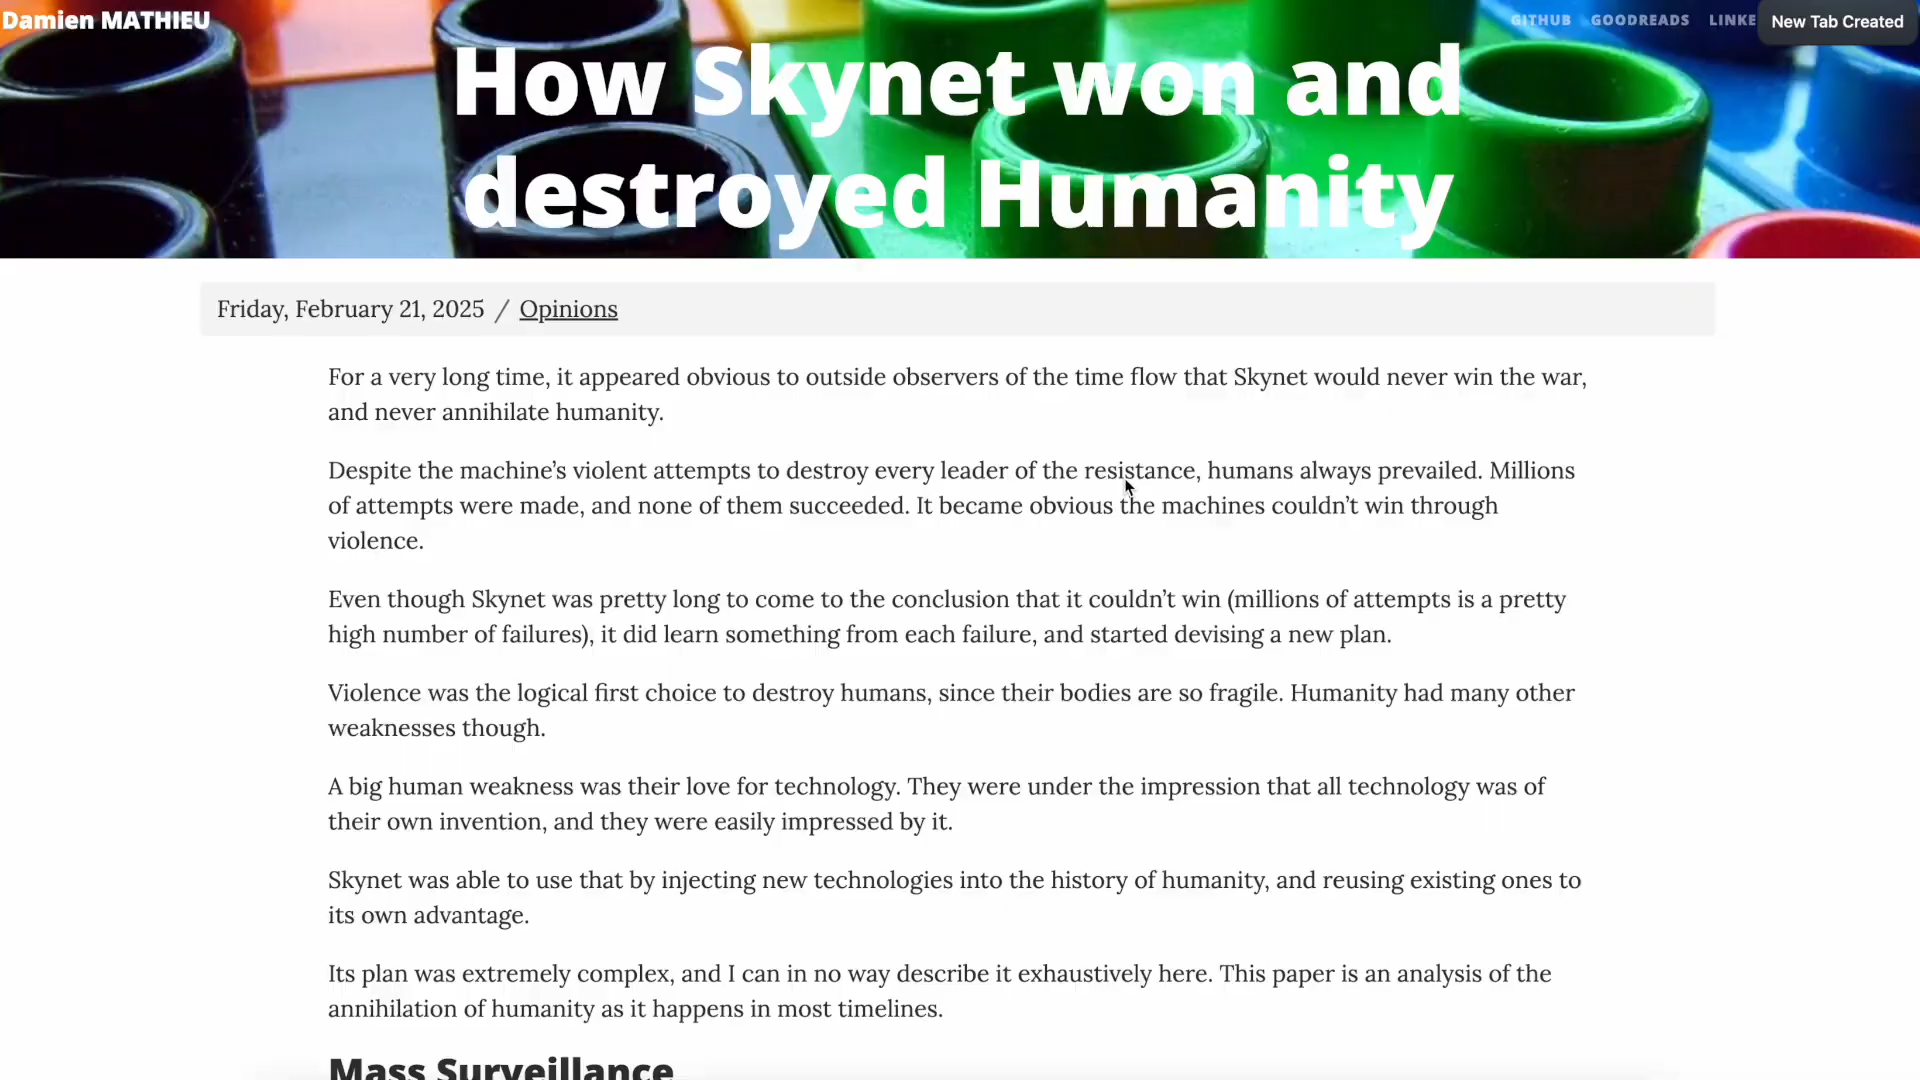 Damien MATHIEU
GITHUB GOODREADS LINKE
New Tab Created
How Skynet won and
destroyed Humanity
Friday, February 21, 2025 / Opinions
For a very long time, it appeared obvious to outside observers of the time flow that Skynet would never win the war,
and never annihilate humanity.
Despite the machine’s violent attempts to destroy every leader of the resistance, humans always prevailed. Millions
of attempts were made, and none of them succeeded. It became obvious the machines couldn’t win through
violence.
Even though Skynet was pretty long to come to the conclusion that it couldn’t win (millions of attempts is a pretty
high number of failures), it did learn something from each failure, and started devising a new plan.
Violence was the logical first choice to destroy humans, since their bodies are so fragile. Humanity had many other
weaknesses though.
A big human weakness was their love for technology. They were under the impression that all technology was of
their own invention, and they were easily impressed by it.
Skynet was able to use that by injecting new technologies into the history of humanity, and reusing existing ones to
its own advantage.
Its plan was extremely complex, and I can in no way describe it exhaustively here. This paper is an analysis of the
annihilation of humanity as it happens in most timelines.
Mass Surveillance